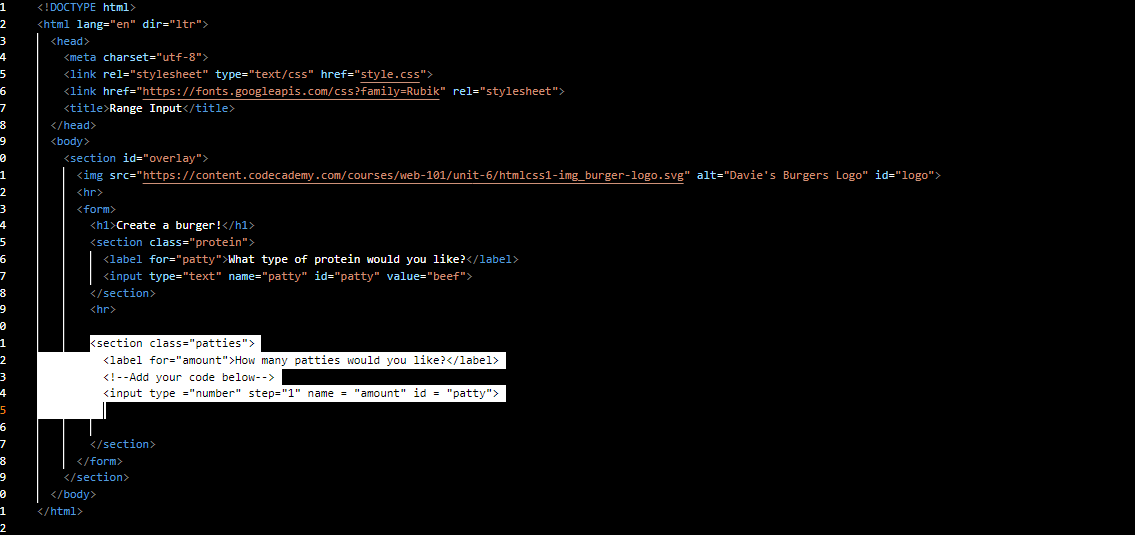 1 <!DOCTYPE html>
2 <html lang="en" dir="ltr">
3 <head>
4 <meta charset="utf-8">
5 <link rel="stylesheet" type="text/css" href="style.css">
6 <link href="https://fonts.googleapis.com/css?family=Rubik" rel="stylesheet">
7 <title>Range Input</title>
8 </head>
9 <body>
0 <section id="overlay">
1 <img src="https://content.codecademy.com/courses/web-101/unit-6/htmlcss1-img_burger-logo.svg" alt="Davie's Burgers Logo" id="logo">
2 <hr>
3 <form>
4 <h1>Create a burger!</h1>
5 <section class="protein">
6 <label for="patty">What type of protein would you like?</label>
7 <input type="text" name="patty" id="patty" value="beef">
8 </section>
9 <hr>
0
1 <section class="patties">
2 <label for="amount">How many patties would you like?</label>
3 <!--Add your code below-->
4 <input type ="number" step="1" name = "amount" id = "patty">
5
6
7 </section>
8 </form>
9 </section>
0 </body>
1 </html>
2